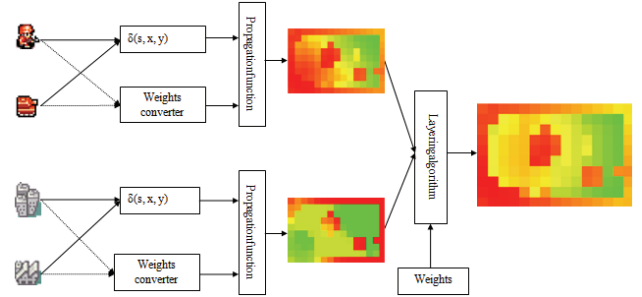 δ(s, x, y)
Weights
converter
Propagationfunction
δ(s, x, y)
Weights
converter
Propagationfunction
Layeringalgorithm
Weights